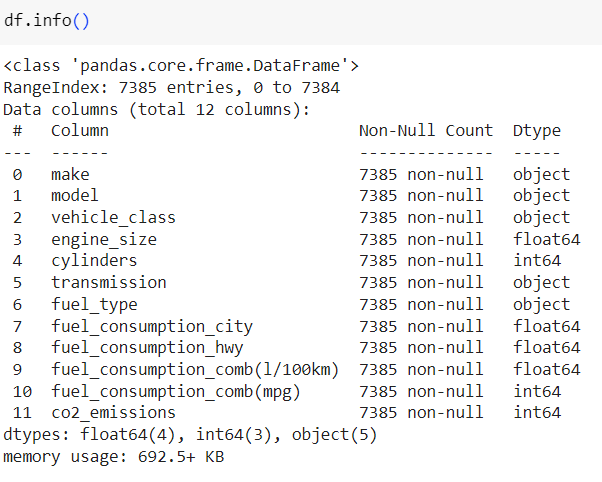 df.info()
<class 'pandas.core.frame.DataFrame'>
RangeIndex: 7385 entries, 0 to 7384
Data columns (total 12 columns):
 #   Column                        Non-Null Count  Dtype
---  ------                        --------------  -----
 0   make                          7385 non-null   object
 1   model                         7385 non-null   object
 2   vehicle_class                 7385 non-null   object
 3   engine_size                   7385 non-null   float64
 4   cylinders                     7385 non-null   int64
 5   transmission                  7385 non-null   object
 6   fuel_type                     7385 non-null   object
 7   fuel_consumption_city         7385 non-null   float64
 8   fuel_consumption_hwy          7385 non-null   float64
 9   fuel_consumption_comb(l/100km)  7385 non-null   float64
 10  fuel_consumption_comb(mpg)    7385 non-null   int64
 11  co2_emissions                 7385 non-null   int64
dtypes: float64(4), int64(3), object(5)
memory usage: 692.5+ KB